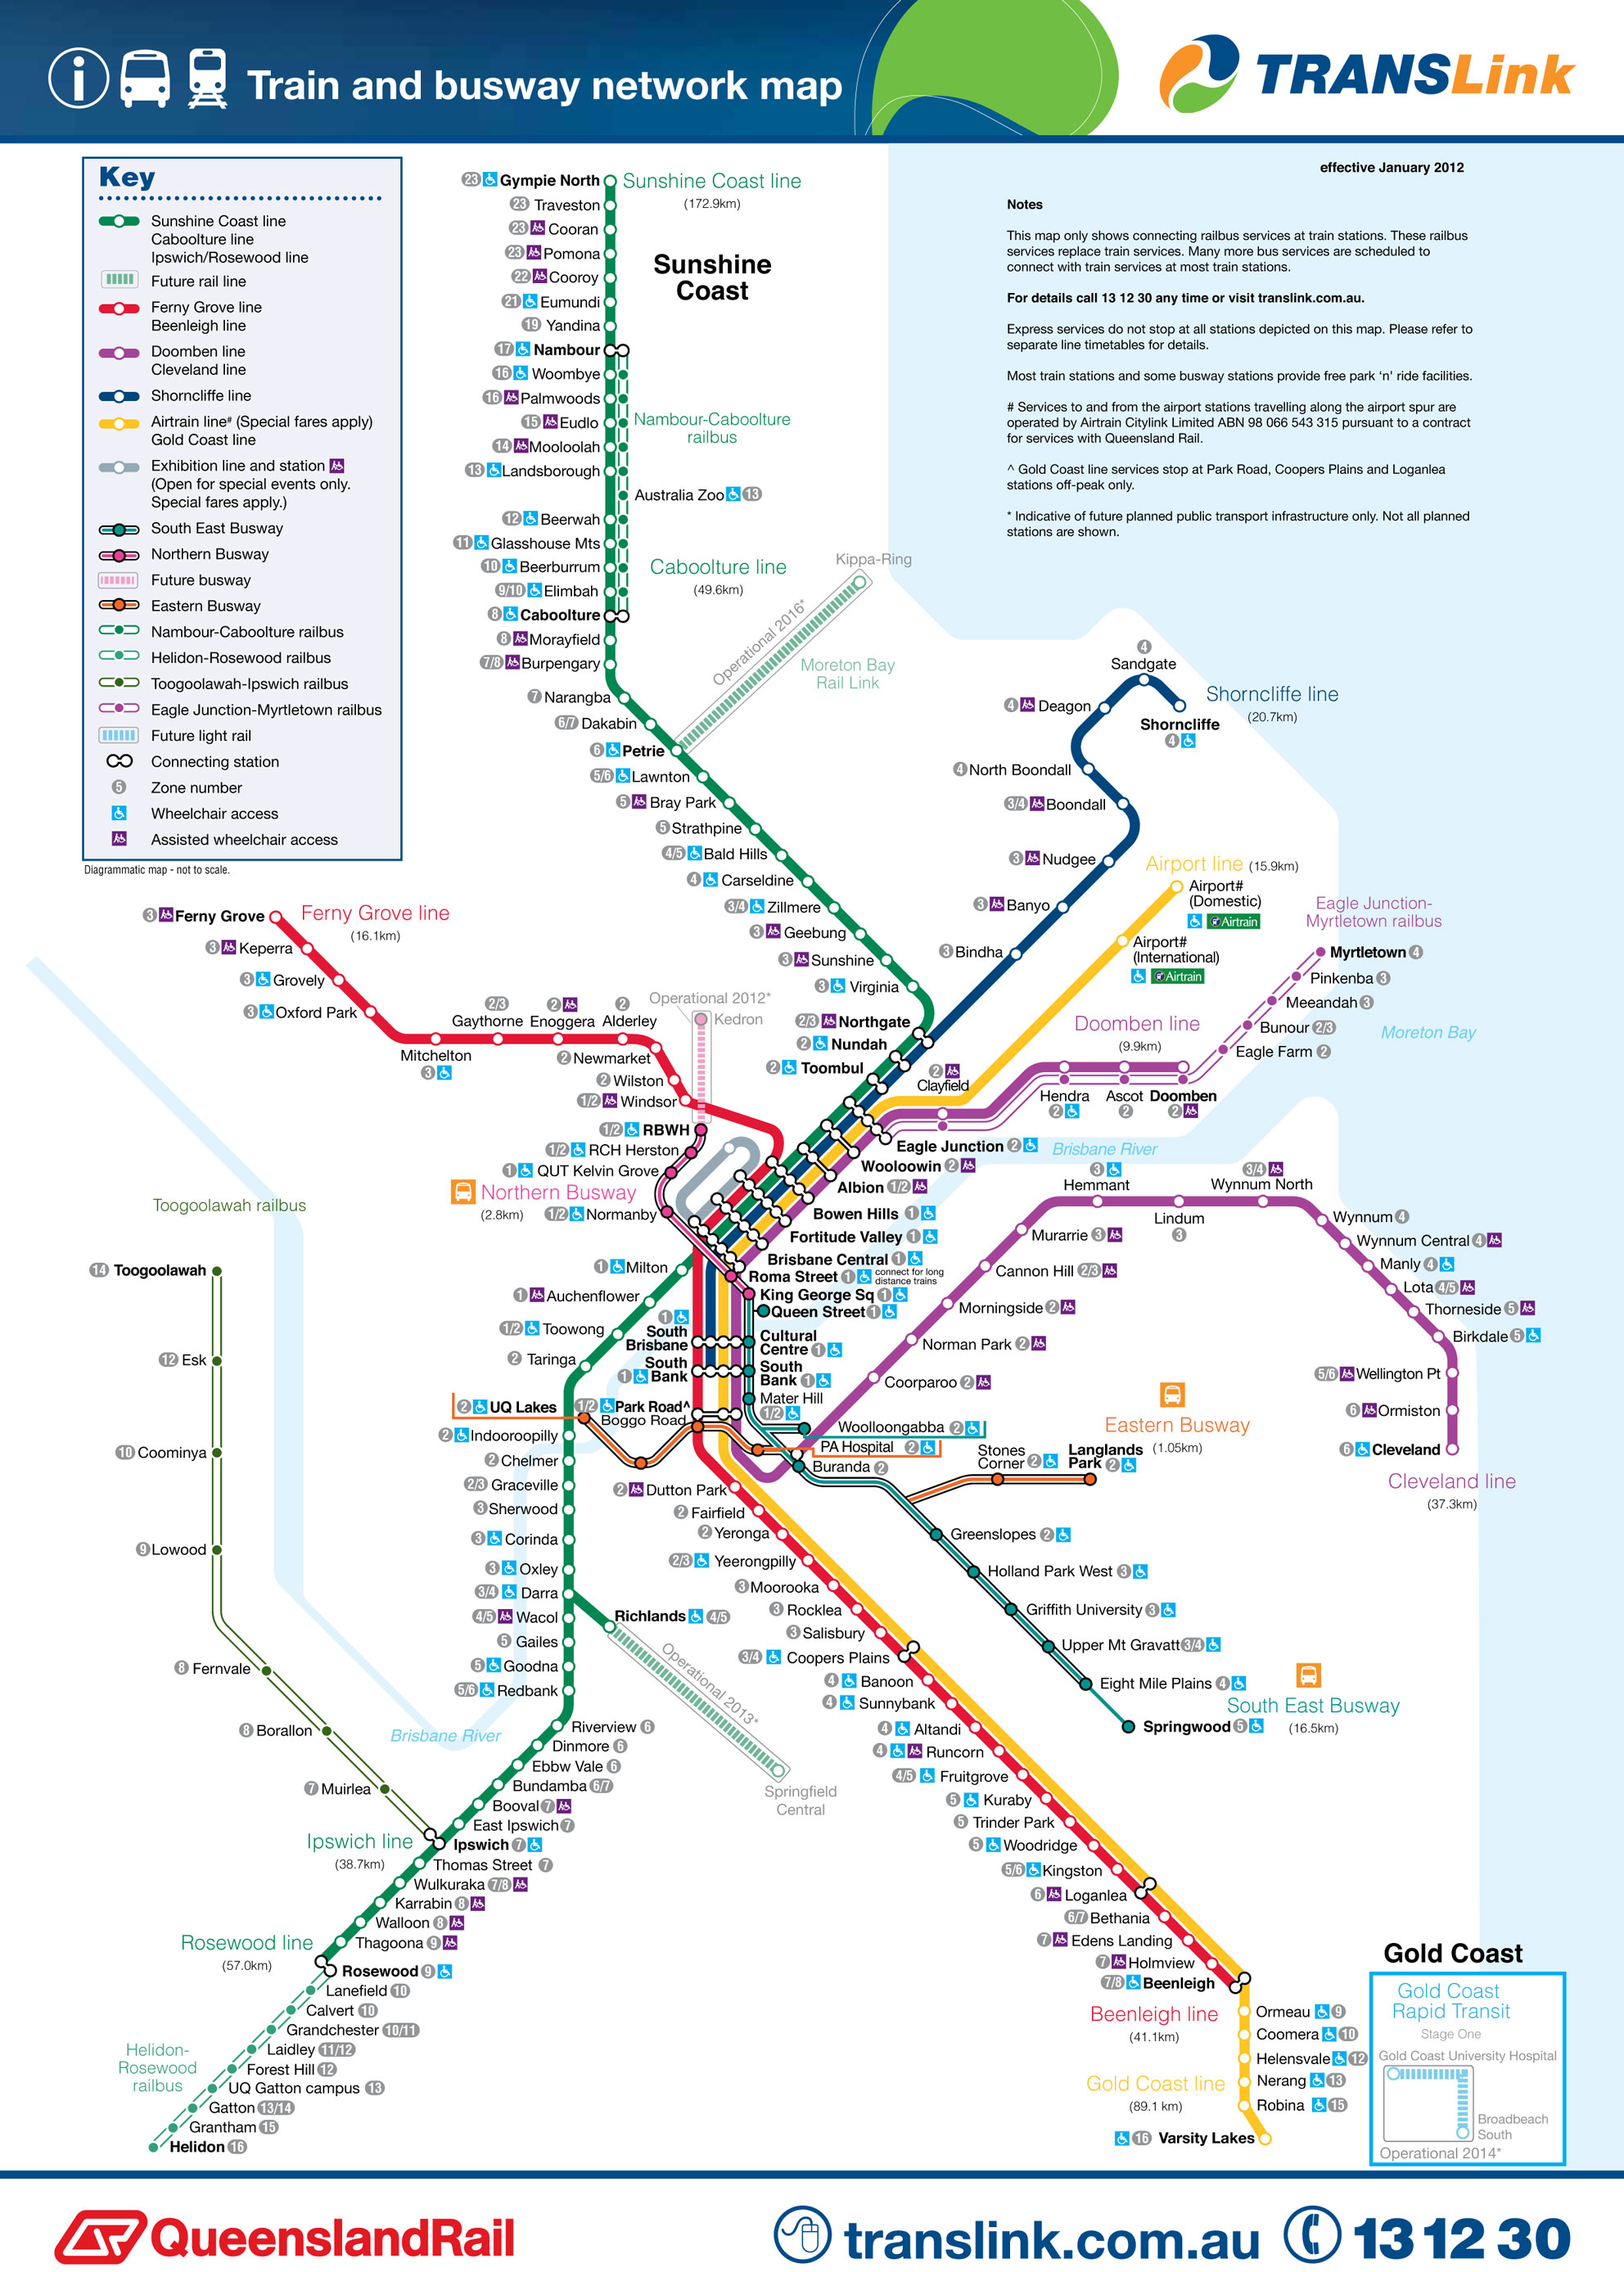 Train and busway network map
TRANSLink
effective January 2012
Key
Sunshine Coast line
Caboolture line
Ipswich/Rosewood line
Future rail line
Ferny Grove line
Beenleigh line
Doomben line
Cleveland line
Shorncliffe line
Airtrain line# (Special fares apply)
Gold Coast line
Exhibition line and station
(Open for special events only.
Special fares apply.)
South East Busway
Northern Busway
Future busway
Eastern Busway
Nambour-Caboolture railbus
Helidon-Rosewood railbus
Toogoolawah-Ipswich railbus
Eagle Junction-Myrtletown railbus
Future light rail
Connecting station
5 Zone number
Wheelchair access
Assisted wheelchair access
Diagrammatic map - not to scale.
Notes
This map only shows connecting railbus services at train stations. These railbus
services replace train services. Many more bus services are scheduled to
connect with train services at most train stations.
For details call 13 12 30 any time or visit translink.com.au.
Express services do not stop at all stations depicted on this map. Please refer to
separate line timetables for details.
Most train stations and some busway stations provide free park 'n' ride facilities.
# Services to and from the airport stations travelling along the airport spur are
operated by Airtrain Citylink Limited ABN 98 066 543 315 pursuant to a contract
for services with Queensland Rail.
^ Gold Coast line services stop at Park Road, Coopers Plains and Loganlea
stations off-peak only.
* Indicative of future planned public transport infrastructure only. Not all planned
stations are shown.
23 Gympie North
Sunshine Coast line
(172.9km)
23 Traveston
23 Cooran
23 Pomona
22 Cooroy
21 Eumundi
19 Yandina
Sunshine
Coast
17 Nambour
16 Woombye
16 Palmwoods
15 Eudlo
14 Mooloolah
13 Landsborough
Nambour-Caboolture
railbus
Australia Zoo 13
12 Beerwah
11 Glasshouse Mts
10 Beerburrum
9/10 Elimbah
8 Caboolture
Caboolture line
(49.6km)
8 Morayfield
7/8 Burpengary
7 Narangba
6/7 Dakabin
6 Petrie
Kippa-Ring
Operational 2016*
Moreton Bay
Rail Link
5/6 Lawnton
5 Bray Park
5 Strathpine
4/5 Bald Hills
4 Carseldine
3/4 Zillmere
3 Geebung
3 Sunshine
3 Virginia
2/3 Northgate
2 Nundah
2 Toombul
4
Sandgate
Shorncliffe line
(20.7km)
4 Deagon
Shorncliffe
4
4 North Boondall
3/4 Boondall
3 Nudgee
3 Banyo
3 Bindha
Airport line (15.9km)
Airport#
(Domestic)
Airtrain
Airport#
(International)
Airtrain
Eagle Junction-
Myrtletown railbus
Myrtletown 4
Pinkenba 3
Meeandah 3
Bunour 2/3
Eagle Farm 2
Moreton Bay
Doomben line
(9.9km)
2
Clayfield
Hendra
2
Ascot
2
Doomben
2
3 Ferny Grove
Ferny Grove line
(16.1km)
3 Keperra
3 Grovely
3 Oxford Park
Mitchelton
3
2/3
Gaythorne
2
Enoggera
2
Alderley
2 Newmarket
2 Wilston
1/2 Windsor
Operational 2012*
Kedron
1/2 RBWH
1/2 RCH Herston
1 QUT Kelvin Grove
Northern Busway
(2.8km)
1/2 Normanby
Eagle Junction 2
Wooloowin 2
Albion 1/2
Bowen Hills 1
Fortitude Valley 1
Brisbane Central 1
Roma Street 1 connect for long
distance trains
King George Sq 1
Queen Street 1
Brisbane River
1 Milton
1 Auchenflower
1/2 Toowong
2 Taringa
1
South
Brisbane
South
1 Bank
Cultural
Centre 1
South
Bank 1
Mater Hill
1/2
2 UQ Lakes
1/2 Park Road^
Boggo Road
Woolloongabba 2
PA Hospital 2
Buranda 2
Stones
Corner 2
Langlands
Park 2
Eastern Busway
(1.05km)
3
Hemmant
3/4
Wynnum North
Lindum
3
Murarrie 3
Cannon Hill 2/3
Morningside 2
Norman Park 2
Coorparoo 2
Wynnum 4
Wynnum Central 4
Manly 4
Lota 4/5
Thorneside 5
Birkdale 5
5/6 Wellington Pt
6 Ormiston
6 Cleveland
Cleveland line
(37.3km)
2 Indooroopilly
2 Chelmer
2/3 Graceville
3 Sherwood
3 Corinda
3 Oxley
3/4 Darra
4/5 Wacol
5 Gailes
5 Goodna
5/6 Redbank
Richlands 4/5
Operational 2013*
Springfield
Central
Riverview 6
Dinmore 6
Ebbw Vale 6
Bundamba 6/7
Booval 7
East Ipswich 7
Ipswich 7
Ipswich line
(38.7km)
Brisbane River
Thomas Street 7
Wulkuraka 7/8
Karrabin 8
Walloon 8
Thagoona 9
Rosewood 9
Rosewood line
(57.0km)
Lanefield 10
Calvert 10
Grandchester 10/11
Laidley 11/12
Forest Hill 12
UQ Gatton campus 13
Gatton 13/14
Grantham 15
Helidon 16
Helidon-
Rosewood
railbus
Toogoolawah railbus
14 Toogoolawah
12 Esk
10 Coominya
9 Lowood
8 Fernvale
8 Borallon
7 Muirlea
2 Dutton Park
2 Fairfield
2 Yeronga
2/3 Yeerongpilly
3 Moorooka
3 Rocklea
3 Salisbury
3/4 Coopers Plains
4 Banoon
4 Sunnybank
4 Altandi
4 Runcorn
4/5 Fruitgrove
5 Kuraby
5 Trinder Park
5 Woodridge
5/6 Kingston
6 Loganlea
6/7 Bethania
7 Edens Landing
7 Holmview
7/8 Beenleigh
Beenleigh line
(41.1km)
Greenslopes 2
Holland Park West 3
Griffith University 3
Upper Mt Gravatt 3/4
Eight Mile Plains 4
South East Busway
Springwood 5
(16.5km)
Ormeau 9
Coomera 10
Helensvale 12
Nerang 13
Robina 15
16 Varsity Lakes
Gold Coast line
(89.1 km)
Gold Coast
Gold Coast
Rapid Transit
Stage One
Gold Coast University Hospital
Broadbeach
South
Operational 2014*
QueenslandRail
translink.com.au
13 12 30